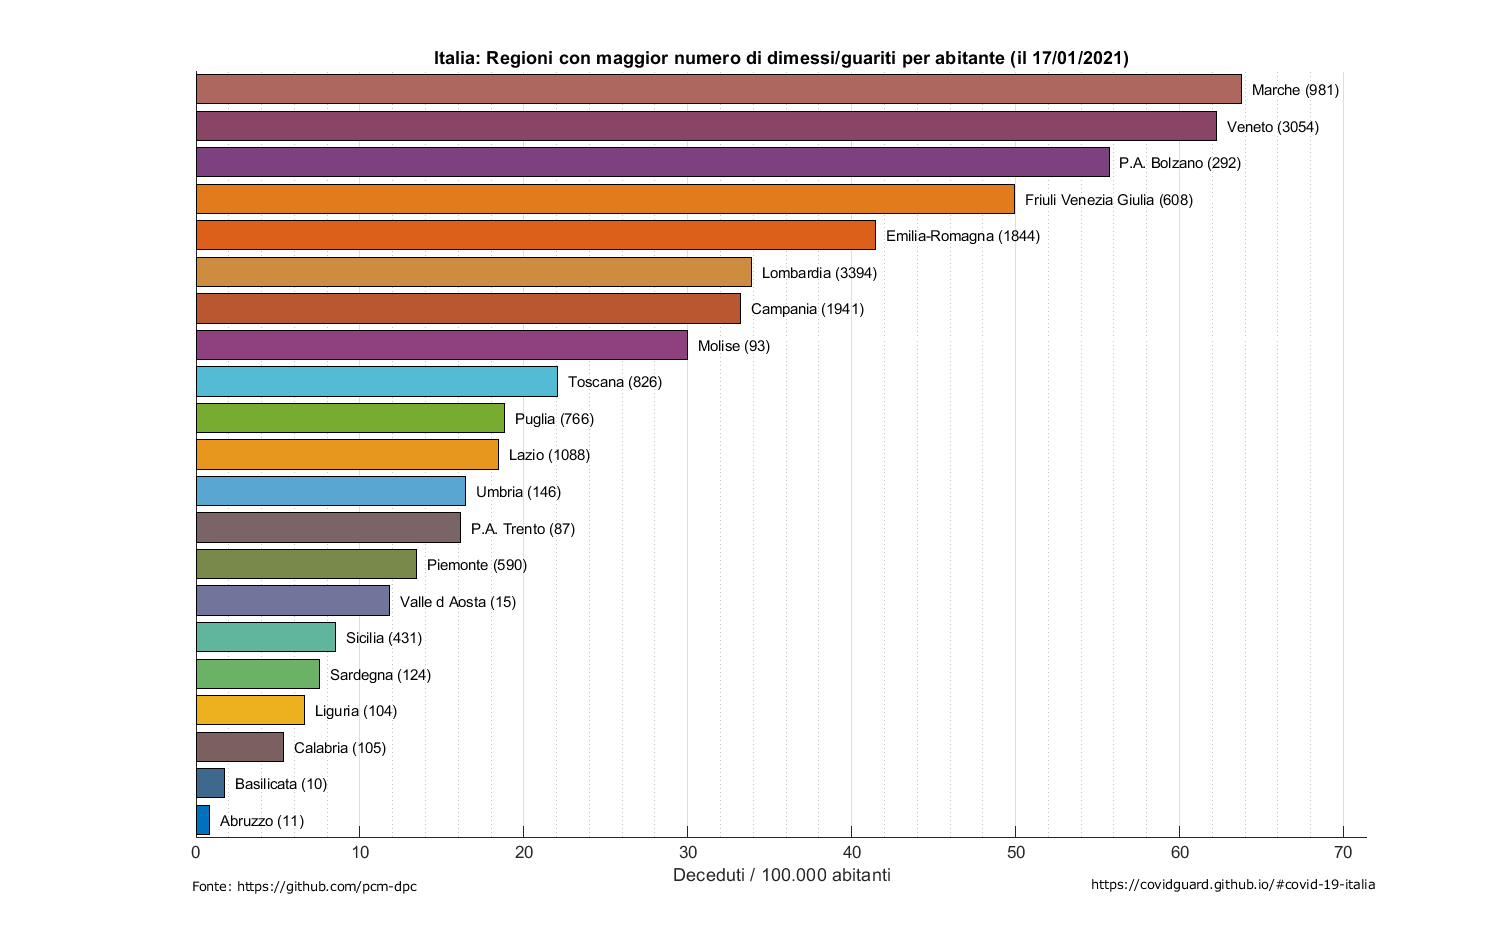 Italia: Regioni con maggior numero di dimessi/guariti per abitante (il 17/01/2021)
Marche (981)
Veneto (3054)
P.A. Bolzano (292)
Friuli Venezia Giulia (608)
Emilia-Romagna (1844)
Lombardia (3394)
Campania (1941)
Molise (93)
Toscana (826)
Puglia (766)
Lazio (1088)
Umbria (146)
P.A. Trento (87)
Piemonte (590)
Valle d Aosta (15)
Sicilia (431)
Sardegna (124)
Liguria (104)
Calabria (105)
Basilicata (10)
Abruzzo (11)
0 10 20 30 40 50 60 70
Deceduti / 100.000 abitanti
Fonte: https://github.com/pcm-dpc https://covidguard.github.io/#covid-19-italia